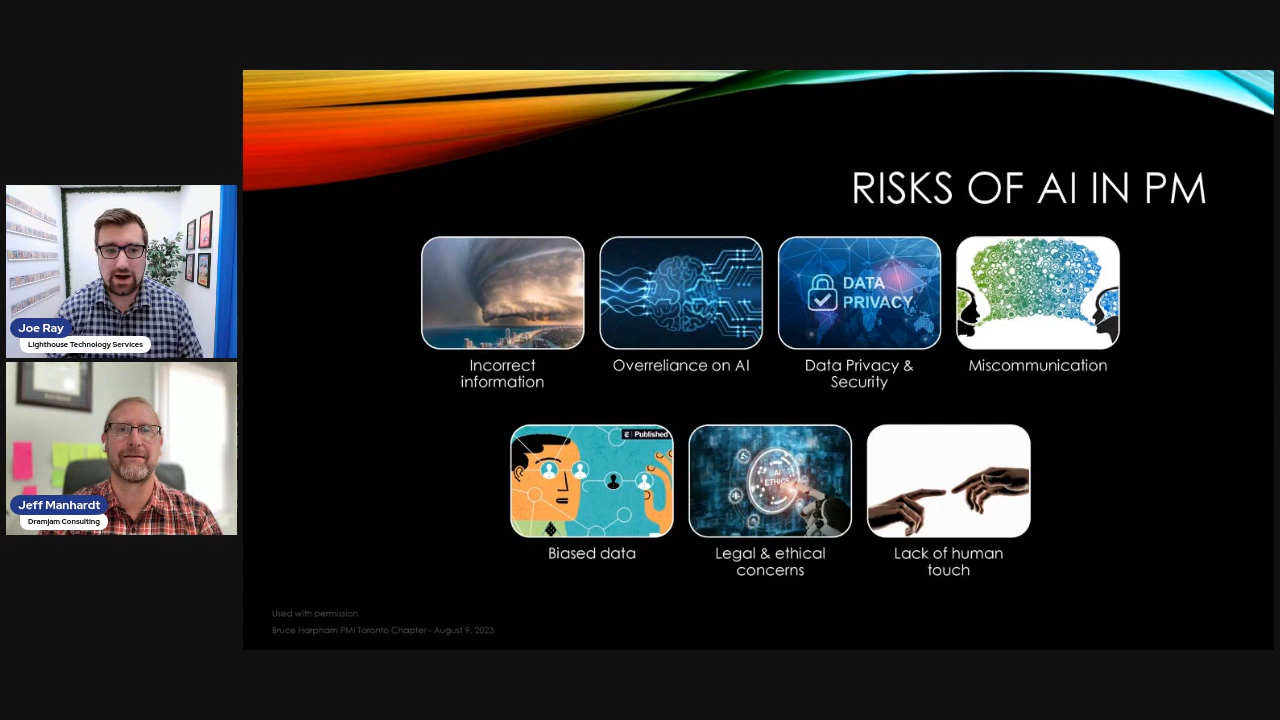 RISKS OF AI IN PM
DATA
PRIVACY
Incorrect
information
Overreliance on AI
Data Privacy &
Security
Miscommunication
E Published
AI
ETHICS
Biased data
Legal & ethical
concerns
Lack of human
touch
Used with permission
Bruce Harpham PMI Toronto Chapter - August 9, 2023
Joe Ray
Lighthouse Technology Services
Jeff Manhardt
Dramjam Consulting